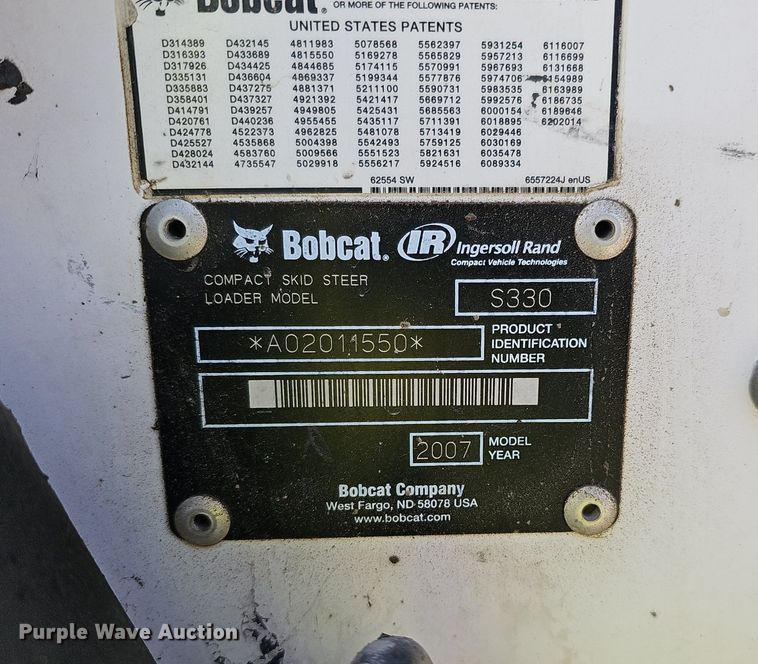 Bobcat®
OR MORE OF THE FOLLOWING PATENTS:
UNITED STATES PATENTS
D314389 D432145 4811983 5078568 5562397 5931254 6116007
D316393 D433689 4815550 5169278 5565829 5957213 6116699
D317926 D434425 4844685 5174115 5570991 5967693 6131668
D335131 D436604 4869337 5199344 5577876 5974706 6154989
D335883 D437275 4881371 5211100 5590731 5983535 6163989
D358401 D437327 4921392 5421417 5669712 5992576 6186735
D414791 D439257 4949805 5425431 5685563 6000154 6189646
D420761 D440236 4955455 5435117 5711391 6018895 6202014
D424778 4522373 4962825 5481078 5713419 6029446
D425527 4535868 5004398 5542493 5759125 6030169
D428024 4583760 5009566 5551523 5821631 6035478
D432144 4735547 5029918 5556217 5924516 6089334
62554 SW 6557224J enUS
Bobcat® IR Ingersoll Rand
Compact Vehicle Technologies
COMPACT SKID STEER
LOADER MODEL S330
*A02011550* PRODUCT
IDENTIFICATION
NUMBER
2007 MODEL
YEAR
Bobcat Company
West Fargo, ND 58078 USA
www.bobcat.com
Purple Wave Auction